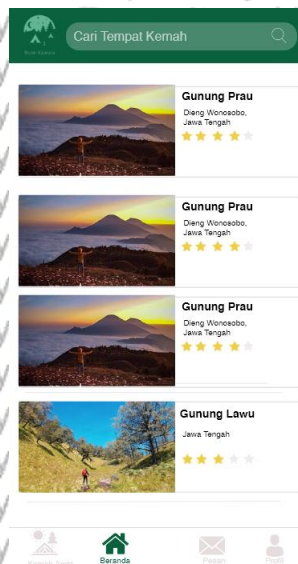 Cari Tempat Kemah
Gunung Prau
Dieng Wonosobo,
Jawa Tengah
Gunung Prau
Dieng Wonosobo,
Jawa Tengah
Gunung Prau
Dieng Wonosobo,
Jawa Tengah
Gunung Lawu
Jawa Tengah
Beranda
Pesan
Profil